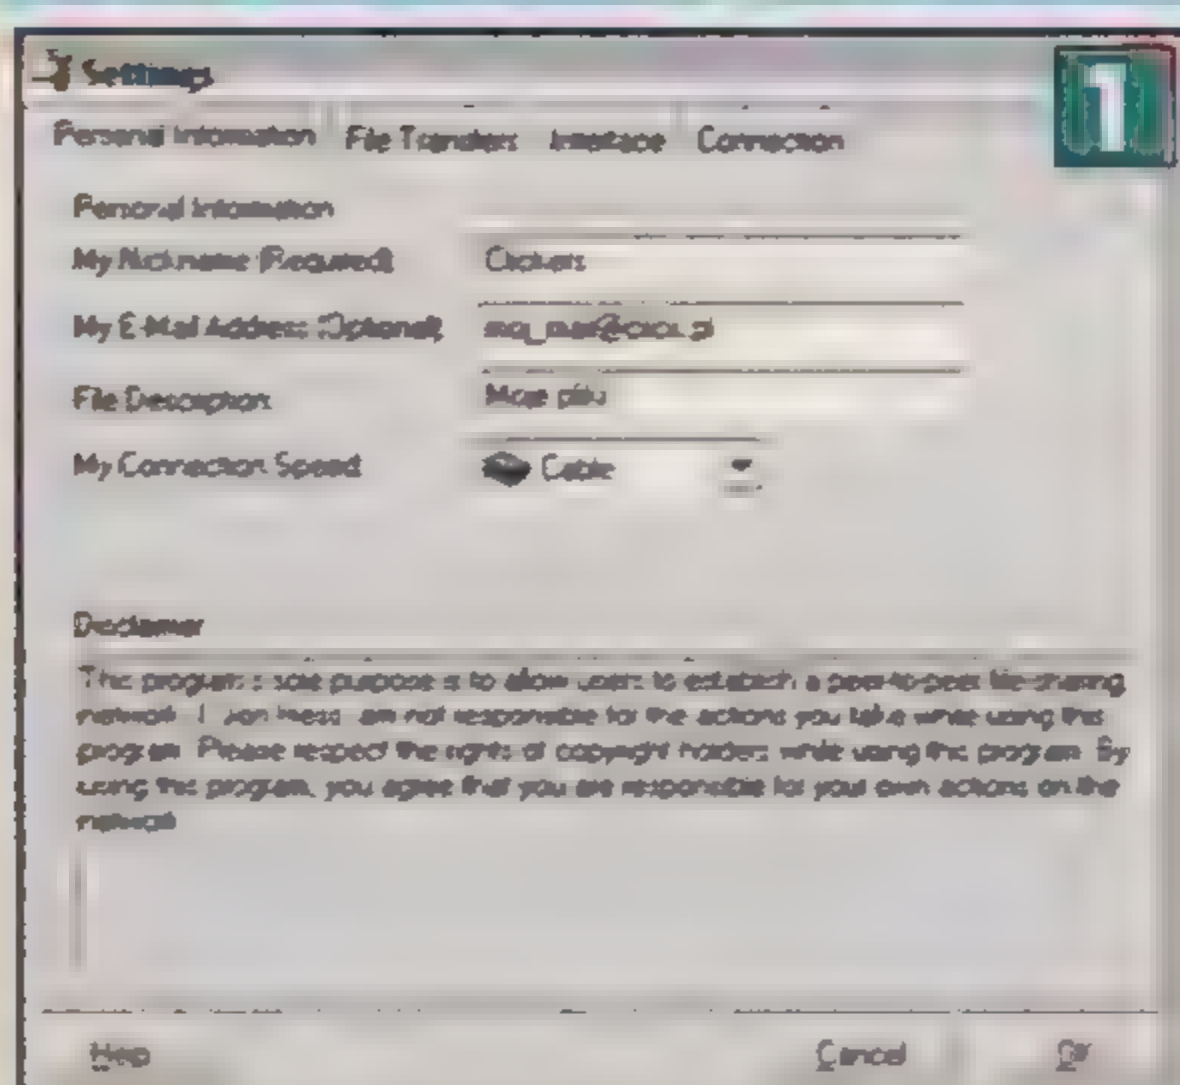 Settings
1
Personal Information File Transfers Interface Connection
Personal Information
My Nickname (Required)
My E-Mail Address (Optional)
File Description Moje pliki
My Connection Speed Cable
Disclaimer
This program's sole purpose is to allow users to establish a peer-to-peer file-sharing
network. I, Jon Hess, am not responsible for the actions you take while using this
program. Please respect the rights of copyright holders while using this program. By
using this program, you agree that you are responsible for your own actions on the
network.
Help Cancel OK